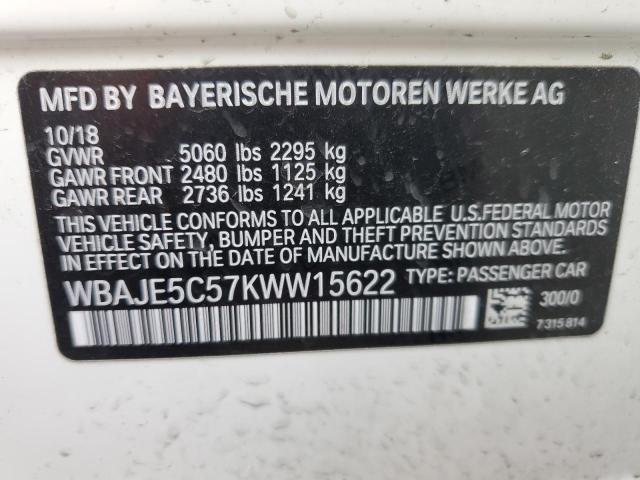 MFD BY BAYERISCHE MOTOREN WERKE AG
10/18
GVWR 5060 lbs 2295 kg
GAWR FRONT 2480 lbs 1125 kg
GAWR REAR 2736 lbs 1241 kg
THIS VEHICLE CONFORMS TO ALL APPLICABLE U.S.FEDERAL MOTOR
VEHICLE SAFETY, BUMPER AND THEFT PREVENTION STANDARDS
IN EFFECT ON THE DATE OF MANUFACTURE SHOWN ABOVE.
WBAJE5C57KWW15622 TYPE: PASSENGER CAR
300/0
7315814